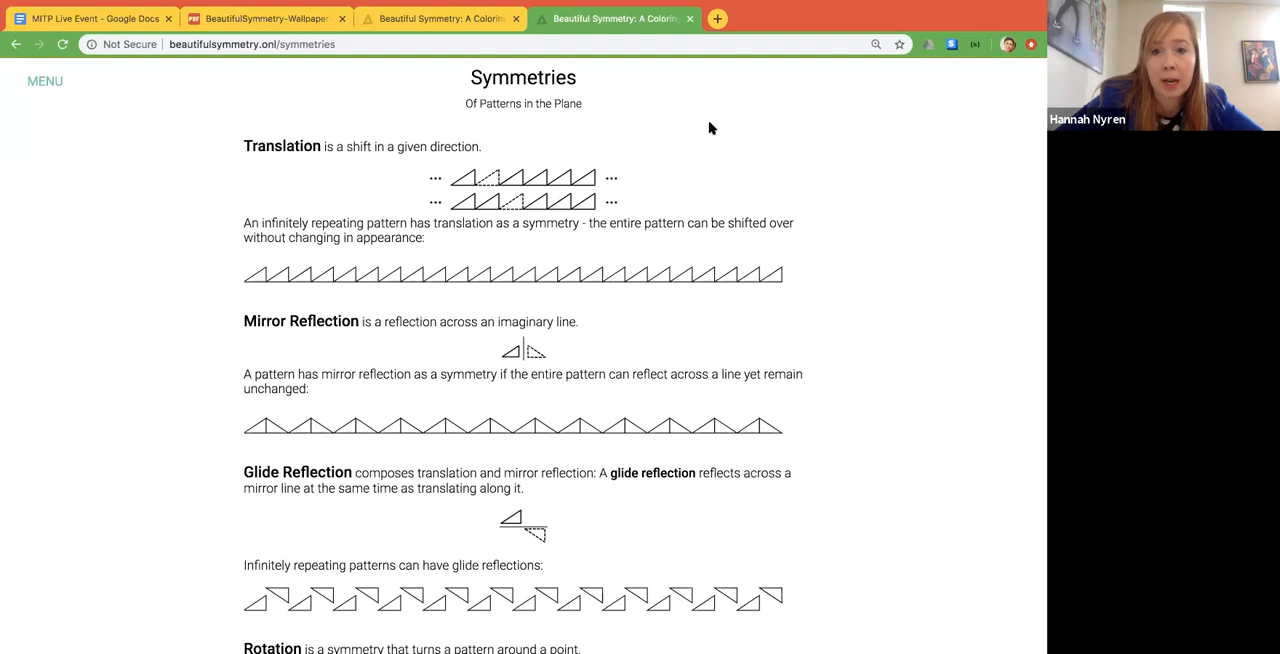 MITP Live Event - Google Docs
BeautifulSymmetry-Wallpaper
Beautiful Symmetry: A Colorin
Beautiful Symmetry: A Colorin
Not Secure
beautifulsymmetry.onl/symmetries
MENU
Symmetries
Of Patterns in the Plane
Translation is a shift in a given direction.
... ...
... ...
An infinitely repeating pattern has translation as a symmetry - the entire pattern can be shifted over
without changing in appearance:
Mirror Reflection is a reflection across an imaginary line.
A pattern has mirror reflection as a symmetry if the entire pattern can reflect across a line yet remain
unchanged:
Glide Reflection composes translation and mirror reflection: A glide reflection reflects across a
mirror line at the same time as translating along it.
Infinitely repeating patterns can have glide reflections:
Rotation is a symmetry that turns a pattern around a point.
Hannah Nyren